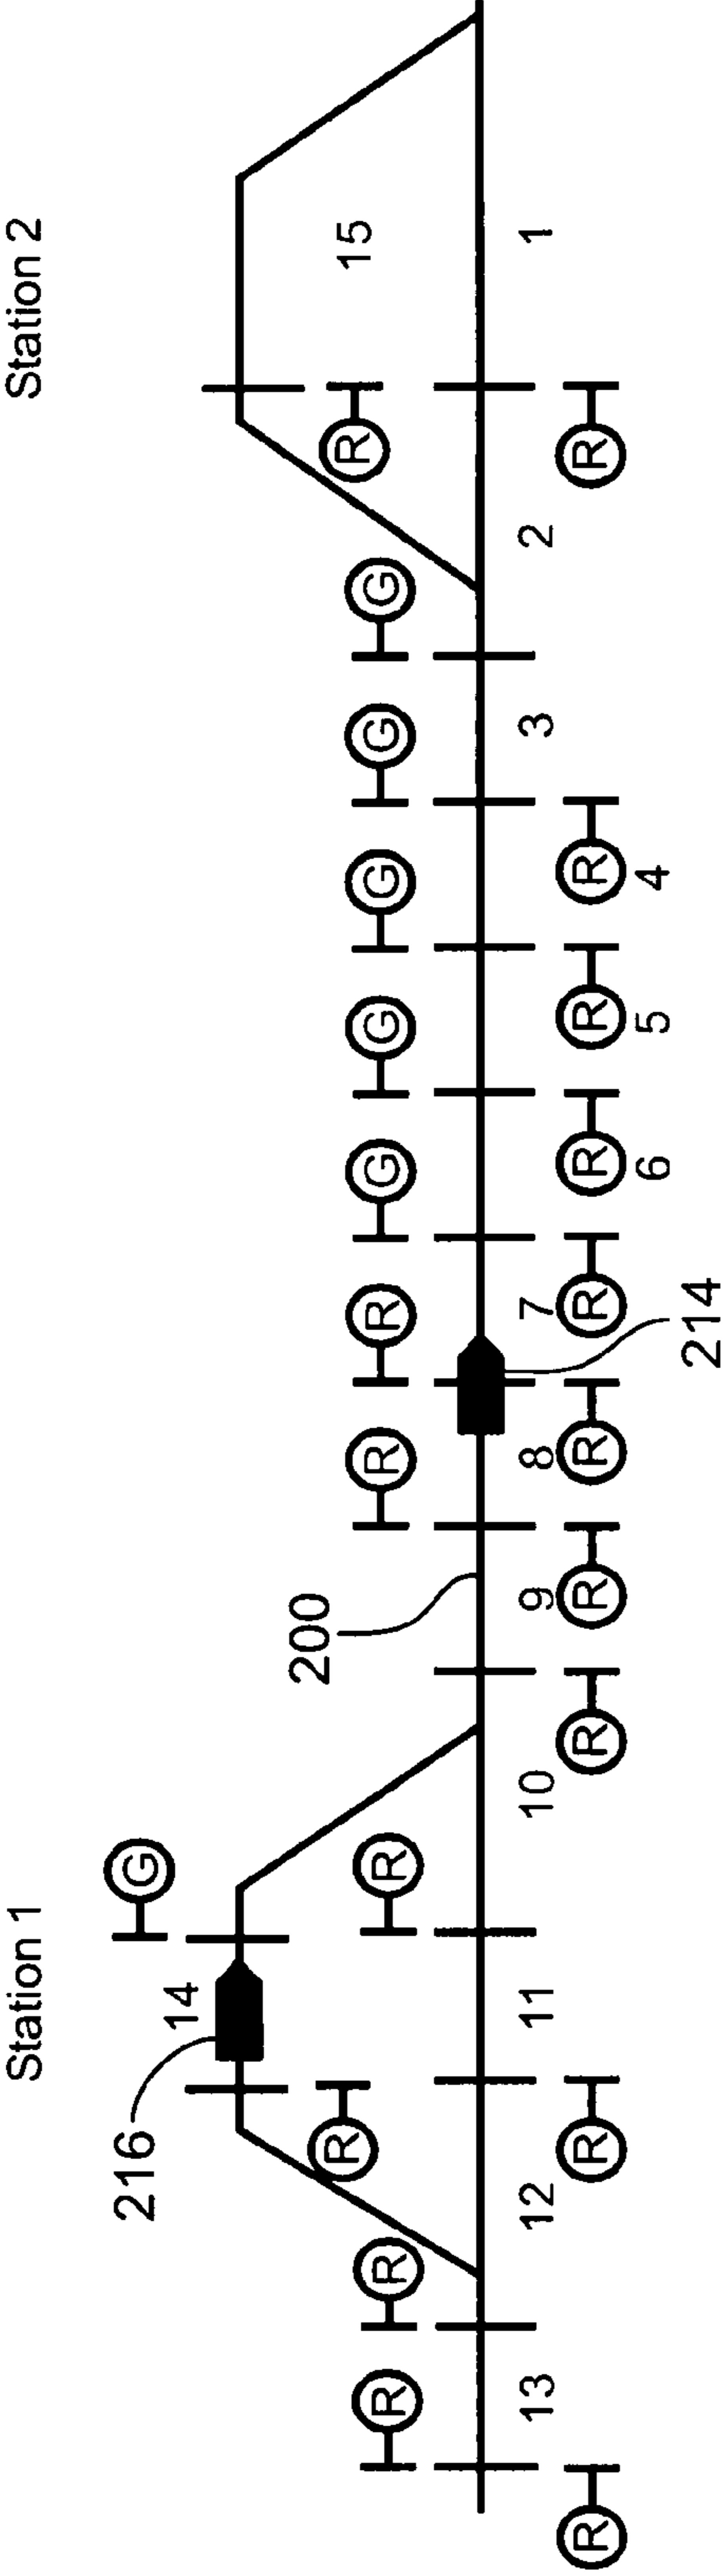 Station 1 Station 2
216 G
14
200
R R 15
R R R R R G G G G G
13 12 11 10 9 8 7 3 2 1
R R R R R R R R R R
6 5 4
214